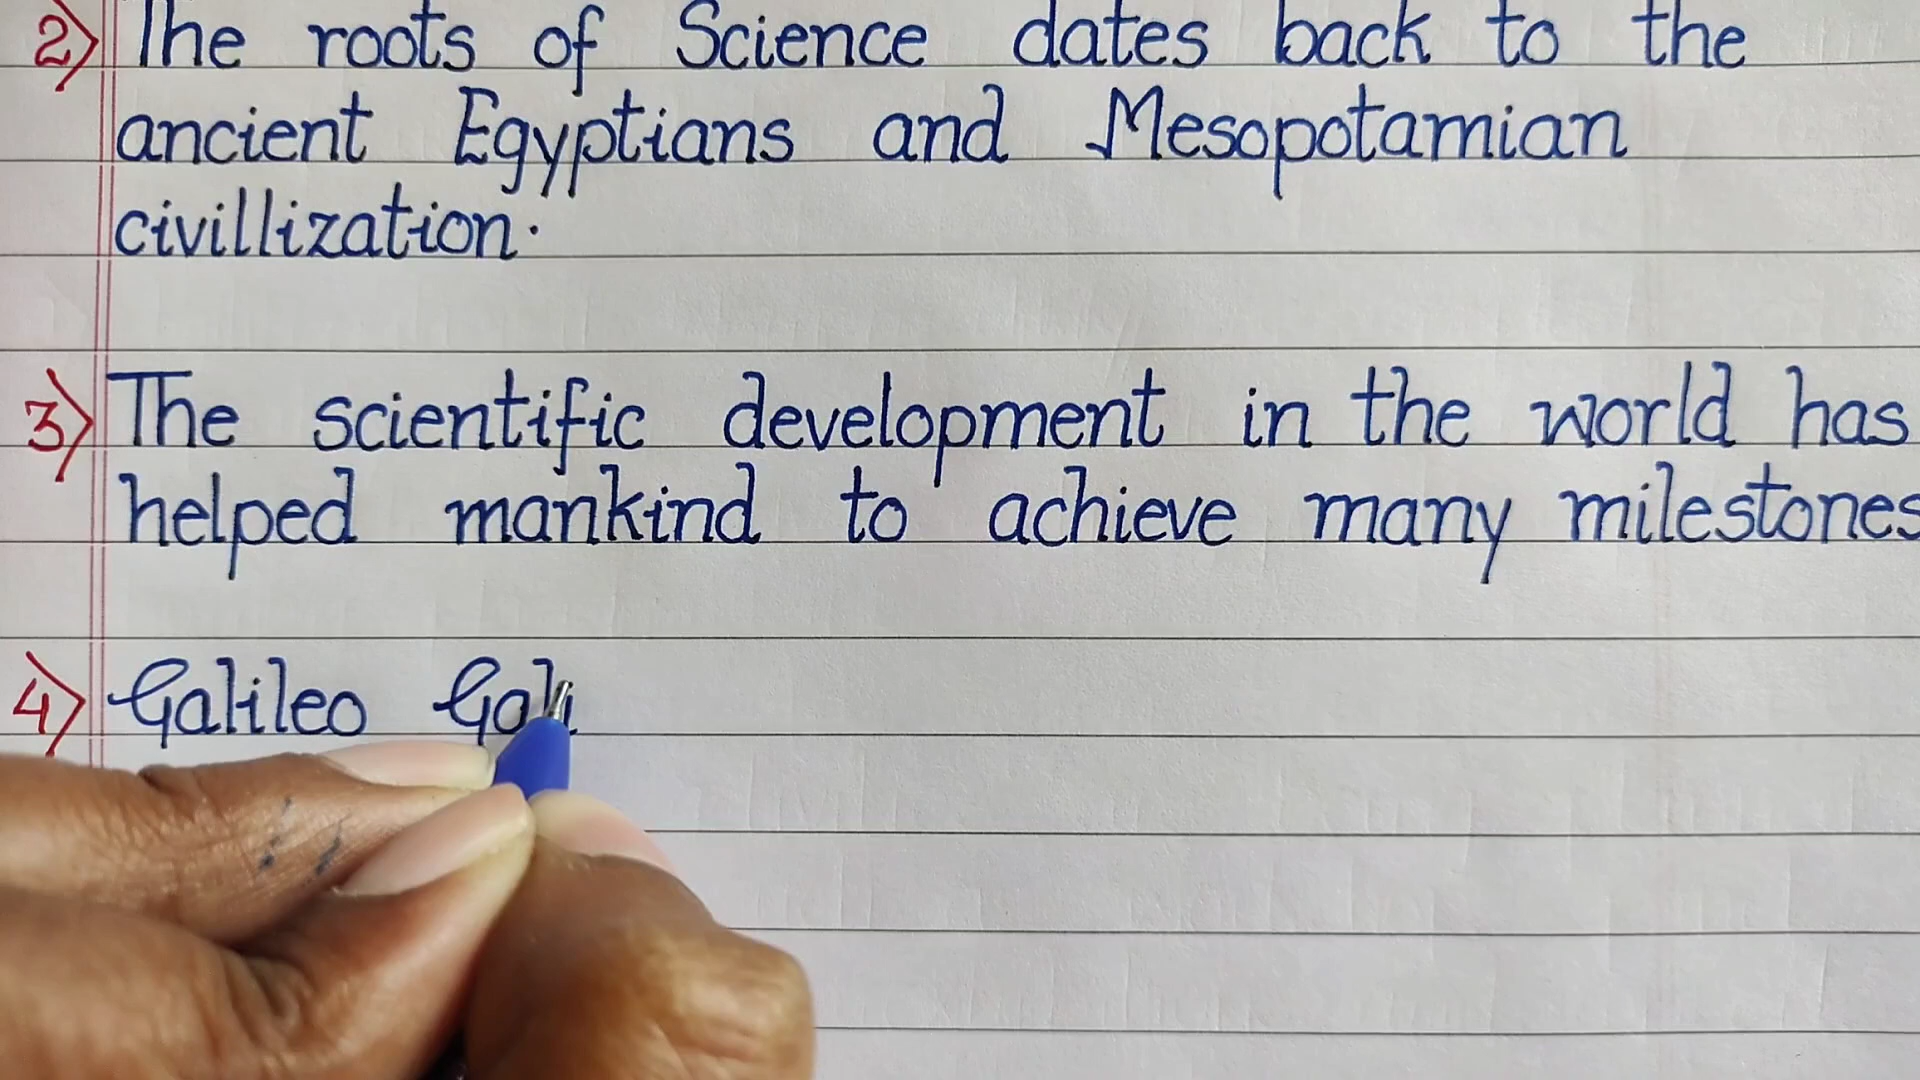 2) The roots of Science dates back to the
ancient Egyptians and Mesopotamian
civillization.
3) The scientific development in the world has
helped mankind to achieve many milestones
4) Galileo Gali